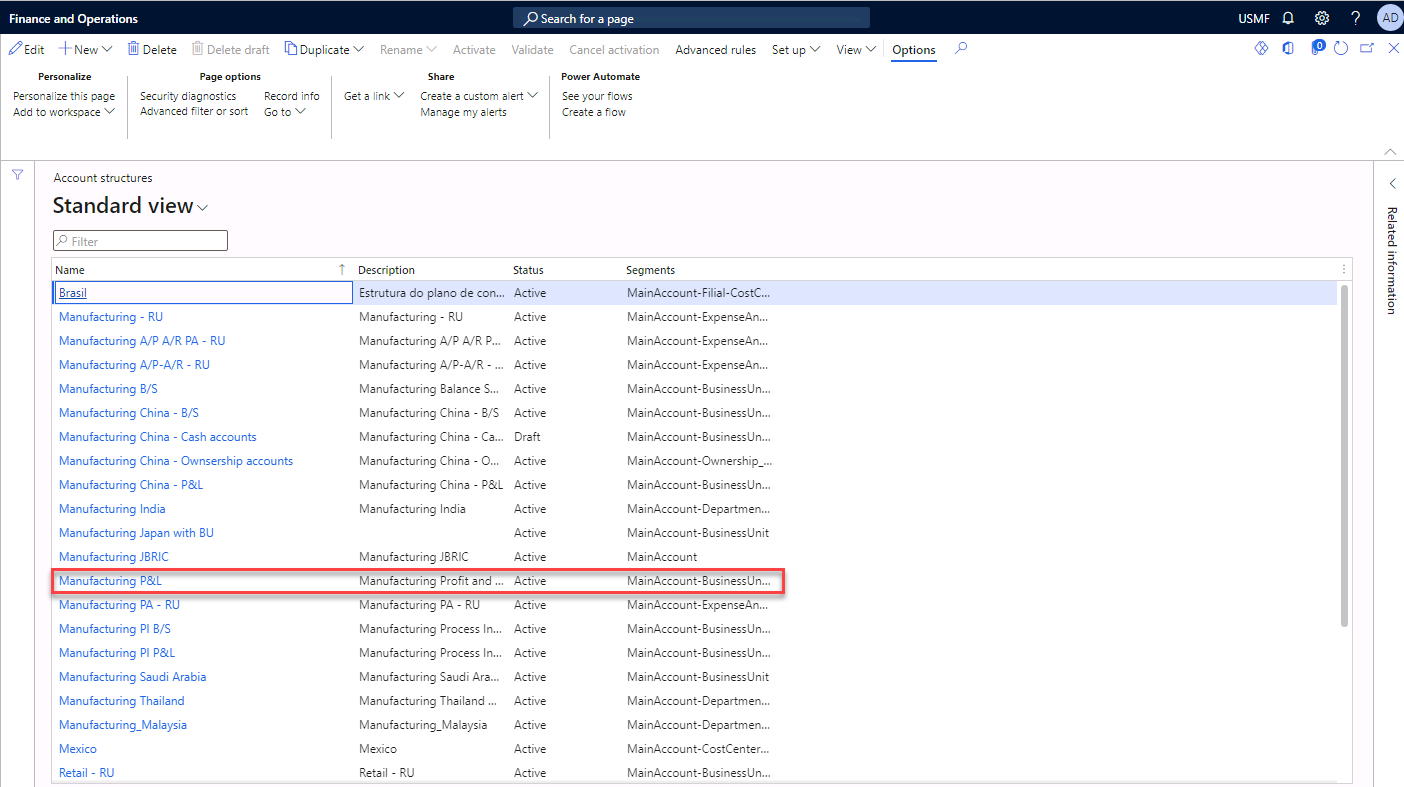 Finance and Operations
Search for a page
USMF
AD
Edit New Delete Delete draft Duplicate Rename Activate Validate Cancel activation Advanced rules Set up View Options
0
Personalize
Personalize this page
Add to workspace
Page options
Security diagnostics Record info
Advanced filter or sort Go to
Share
Get a link Create a custom alert
Manage my alerts
Power Automate
See your flows
Create a flow
Account structures
Standard view
Filter
Related information
Name Description Status Segments
Brasil Estrutura do plano de con... Active MainAccount-Filial-CostC...
Manufacturing - RU Manufacturing - RU Active MainAccount-ExpenseAn...
Manufacturing A/P A/R PA - RU Manufacturing A/P A/R P... Active MainAccount-ExpenseAn...
Manufacturing A/P-A/R - RU Manufacturing A/P-A/R - ... Active MainAccount-ExpenseAn...
Manufacturing B/S Manufacturing Balance S... Active MainAccount-BusinessUn...
Manufacturing China - B/S Manufacturing China - B/S Active MainAccount-BusinessUn...
Manufacturing China - Cash accounts Manufacturing China - Ca... Draft MainAccount-BusinessUn...
Manufacturing China - Ownsership accounts Manufacturing China - O... Active MainAccount-Ownership_...
Manufacturing China - P&L Manufacturing China - P&L Active MainAccount-BusinessUn...
Manufacturing India Manufacturing India Active MainAccount-Departmen...
Manufacturing Japan with BU Active MainAccount-BusinessUnit
Manufacturing JBRIC Manufacturing JBRIC Active MainAccount
Manufacturing P&L Manufacturing Profit and ... Active MainAccount-BusinessUn...
Manufacturing PA - RU Manufacturing PA - RU Active MainAccount-ExpenseAn...
Manufacturing PI B/S Manufacturing Process In... Active MainAccount-BusinessUn...
Manufacturing PI P&L Manufacturing Process In... Active MainAccount-BusinessUn...
Manufacturing Saudi Arabia Manufacturing Saudi Ara... Active MainAccount-BusinessUnit
Manufacturing Thailand Manufacturing Thailand ... Active MainAccount-Departmen...
Manufacturing_Malaysia Manufacturing_Malaysia Active MainAccount-Departmen...
Mexico Mexico Active MainAccount-CostCenter...
Retail - RU Retail - RU Active MainAccount-BusinessUn...